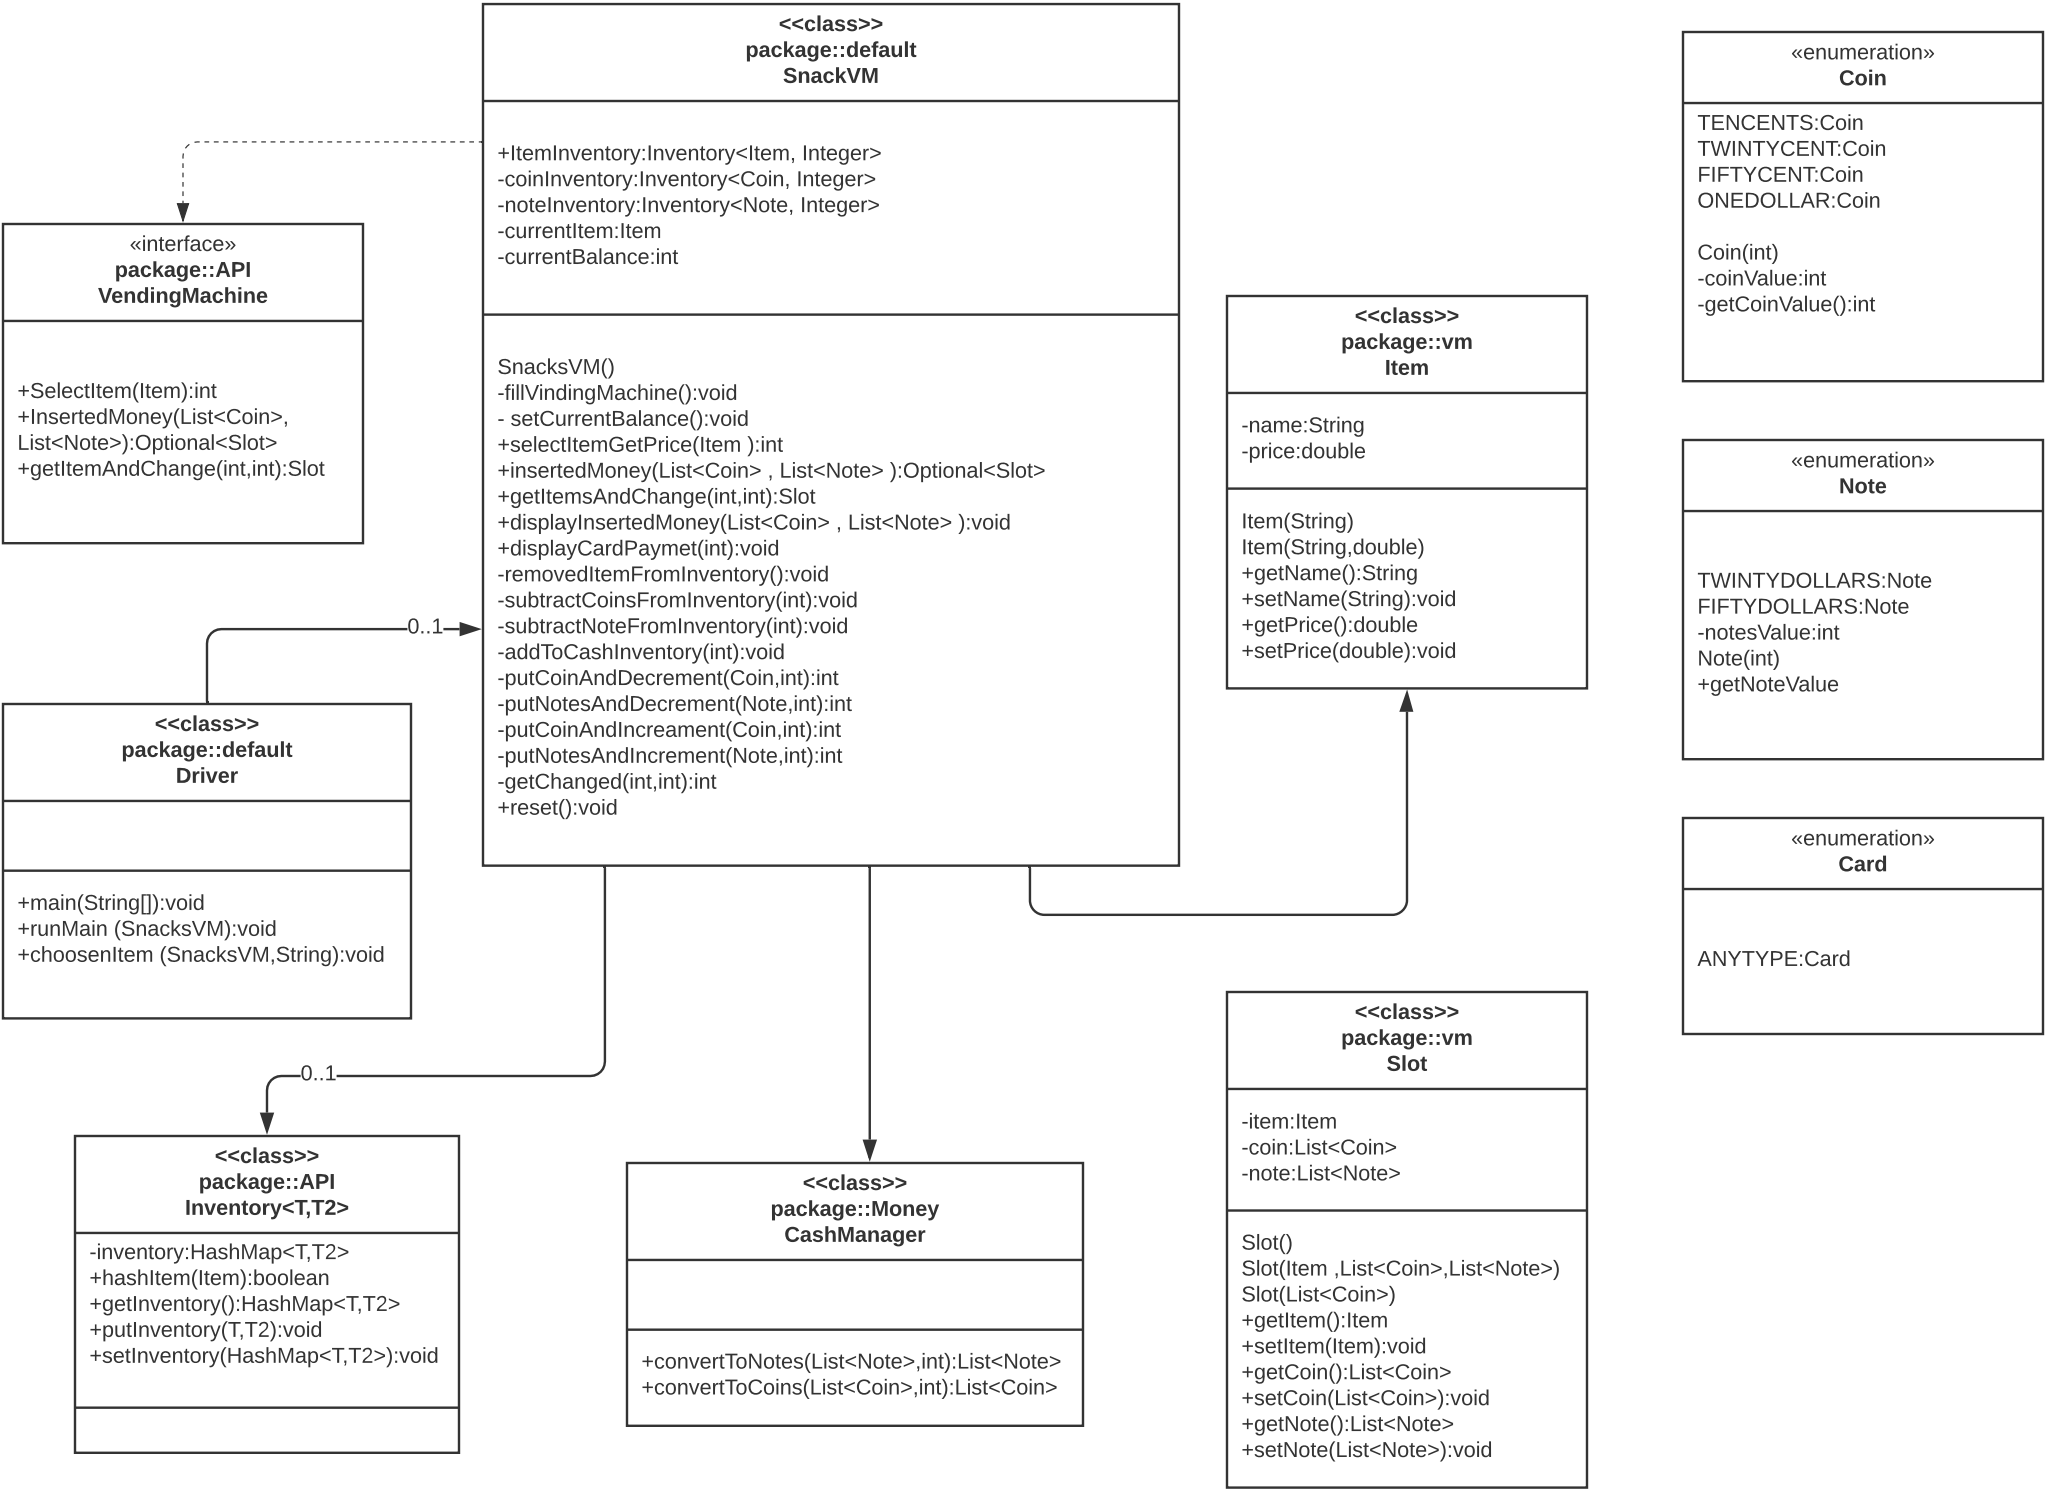 <<class>>
package::default
SnackVM
+ItemInventory:Inventory<Item, Integer>
-coinInventory:Inventory<Coin, Integer>
-noteInventory:Inventory<Note, Integer>
-currentItem:Item
-currentBalance:int
SnacksVM()
-fillVindingMachine():void
- setCurrentBalance():void
+selectItemGetPrice(Item ):int
+insertedMoney(List<Coin> , List<Note> ):Optional<Slot>
+getItemsAndChange(int,int):Slot
+displayInsertedMoney(List<Coin> , List<Note> ):void
+displayCardPaymet(int):void
-removedItemFromInventory():void
-subtractCoinsFromInventory(int):void
-subtractNoteFromInventory(int):void
-addToCashInventory(int):void
-putCoinAndDecrement(Coin,int):int
-putNotesAndDecrement(Note,int):int
-putCoinAndIncreament(Coin,int):int
-putNotesAndIncrement(Note,int):int
-getChanged(int,int):int
+reset():void
«interface»
package::API
VendingMachine
+SelectItem(Item):int
+InsertedMoney(List<Coin>,
List<Note>):Optional<Slot>
+getItemAndChange(int,int):Slot
0..1
<<class>>
package::default
Driver
+main(String[]):void
+runMain (SnacksVM):void
+choosenItem (SnacksVM,String):void
0..1
<<class>>
package::API
Inventory<T,T2>
-inventory:HashMap<T,T2>
+hashItem(Item):boolean
+getInventory():HashMap<T,T2>
+putInventory(T,T2):void
+setInventory(HashMap<T,T2>):void
<<class>>
package::Money
CashManager
+convertToNotes(List<Note>,int):List<Note>
+convertToCoins(List<Coin>,int):List<Coin>
<<class>>
package::vm
Item
-name:String
-price:double
Item(String)
Item(String,double)
+getName():String
+setName(String):void
+getPrice():double
+setPrice(double):void
<<class>>
package::vm
Slot
-item:Item
-coin:List<Coin>
-note:List<Note>
Slot()
Slot(Item ,List<Coin>,List<Note>)
Slot(List<Coin>)
+getItem():Item
+setItem(Item):void
+getCoin():List<Coin>
+setCoin(List<Coin>):void
+getNote():List<Note>
+setNote(List<Note>):void
«enumeration»
Coin
TENCENTS:Coin
TWINTYCENT:Coin
FIFTYCENT:Coin
ONEDOLLAR:Coin
Coin(int)
-coinValue:int
-getCoinValue():int
«enumeration»
Note
TWINTYDOLLARS:Note
FIFTYDOLLARS:Note
-notesValue:int
Note(int)
+getNoteValue
«enumeration»
Card
ANYTYPE:Card